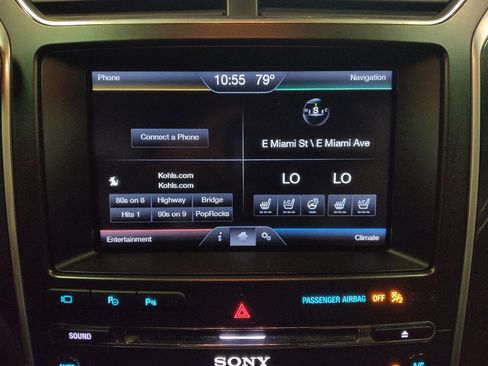 Phone
10:55 79°
Navigation
S
Connect a Phone
E Miami St \ E Miami Ave
Kohls.com
Kohls.com
LO LO
80s on 8 Highway Bridge
Hits 1 90s on 9 PopRocks
Entertainment
i
Climate
PASSENGER AIRBAG OFF
SOUND
SONY
A/C